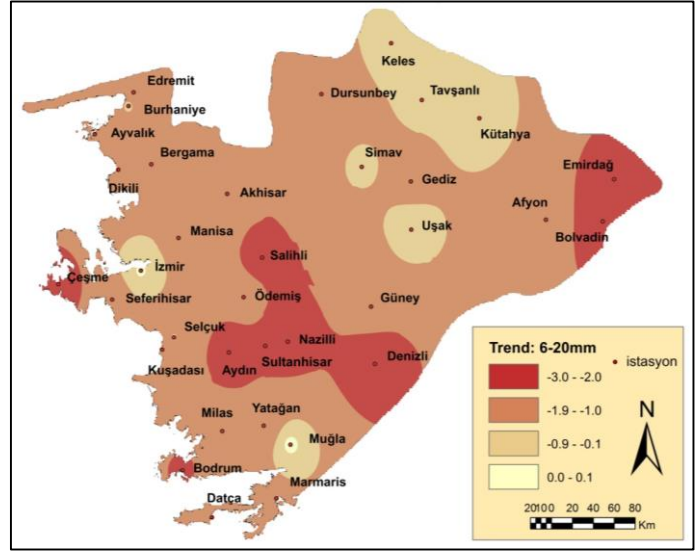 Keles
Edremit
Dursunbey
Tavşanlı
Burhaniye
Kütahya
Ayvalık
Bergama
Simav
Emirdağ
Dikili
Gediz
Akhisar
Afyon
Uşak
Manisa
Bolvadin
Salihli
İzmir
Çeşme
Ödemiş
Seferihisar
Güney
Selçuk
Nazilli
Kuşadası
Sultanhisar
Denizli
Aydın
Milas
Yatağan
Muğla
Bodrum
Marmaris
Datça
Trend: 6-20mm
istasyon
-3.0 - -2.0
-1.9 - -1.0
-0.9 - -0.1
0.0 - 0.1
N
20100 20 40 60 80
Km